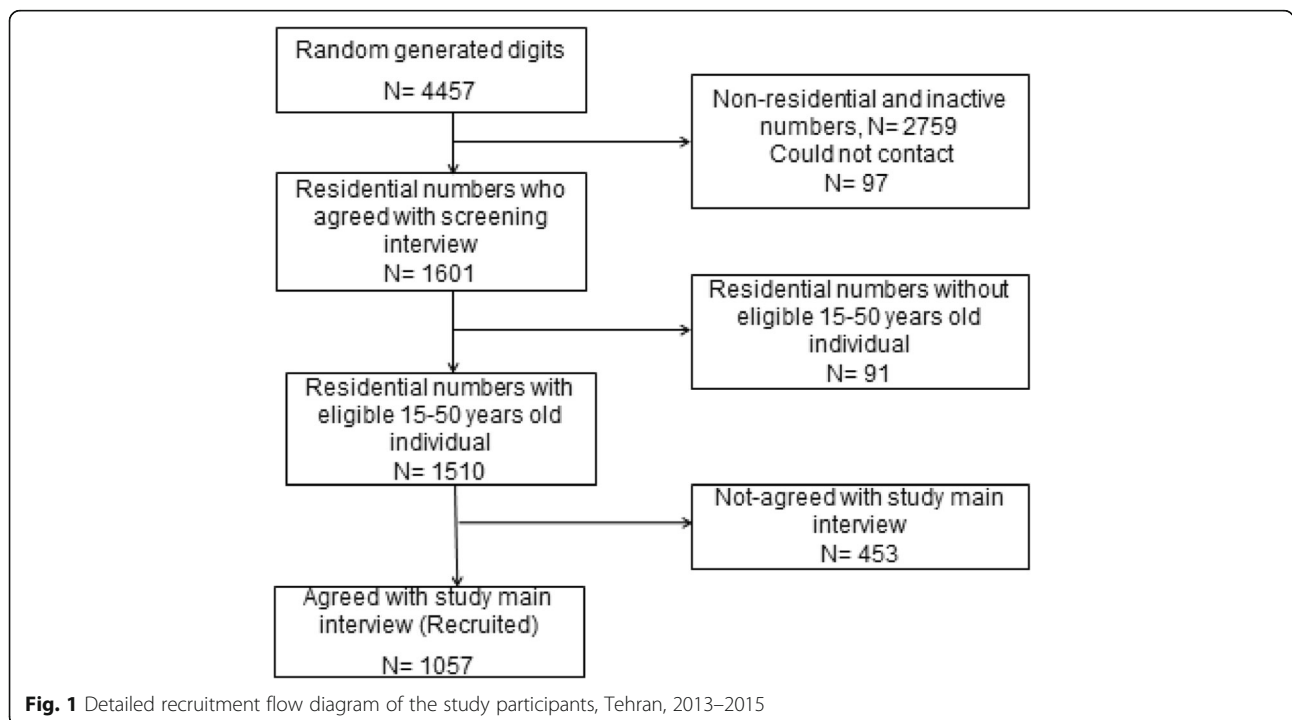 Random generated digits
N= 4457
Non-residential and inactive
numbers, N= 2759
Could not contact
N= 97
Residential numbers who
agreed with screening
interview
N= 1601
Residential numbers without
eligible 15-50 years old
individual
N= 91
Residential numbers with
eligible 15-50 years old
individual
N= 1510
Not-agreed with study main
interview
N= 453
Agreed with study main
interview (Recruited)
N= 1057
Fig. 1 Detailed recruitment flow diagram of the study participants, Tehran, 2013–2015